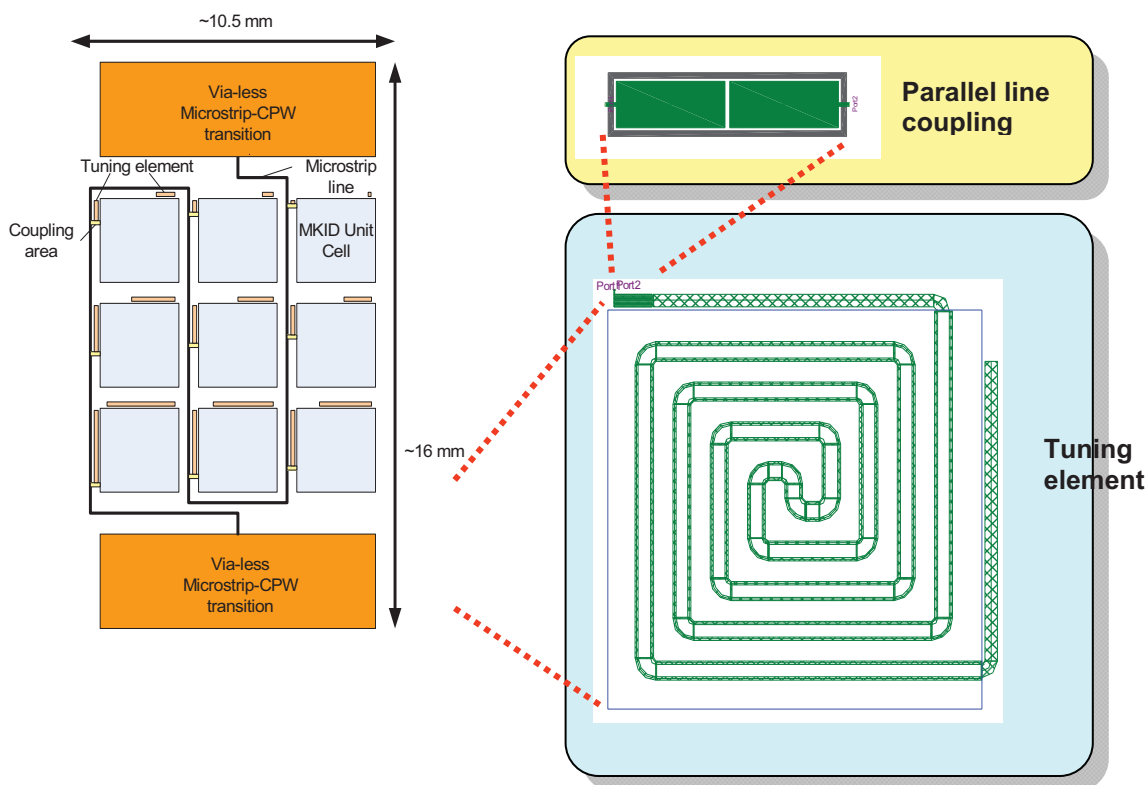 ~10.5 mm
Via-less
Microstrip-CPW
transition
Tuning element
Microstrip
line
Coupling
area
MKID Unit
Cell
~16 mm
Via-less
Microstrip-CPW
transition
Parallel line
coupling
Port2
Port2
Tuning
element